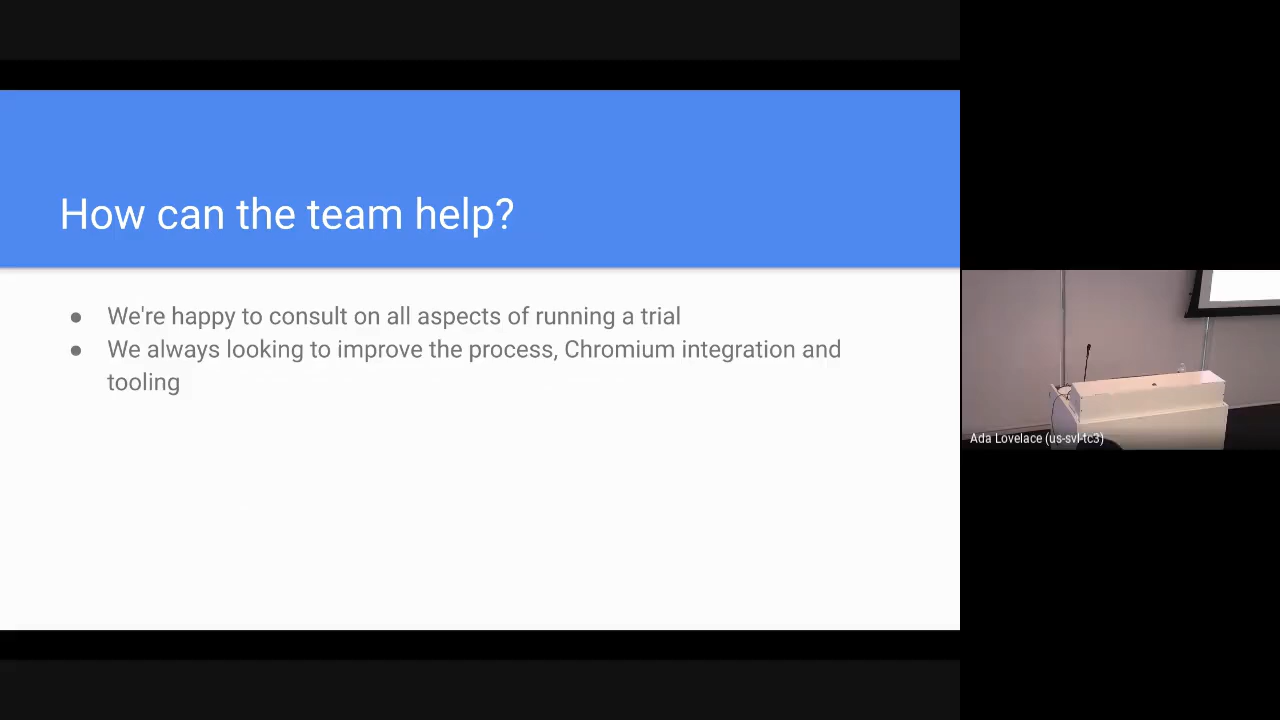 How can the team help?
● We're happy to consult on all aspects of running a trial
● We always looking to improve the process, Chromium integration and
tooling
Ada Lovelace (us-svl-tc3)